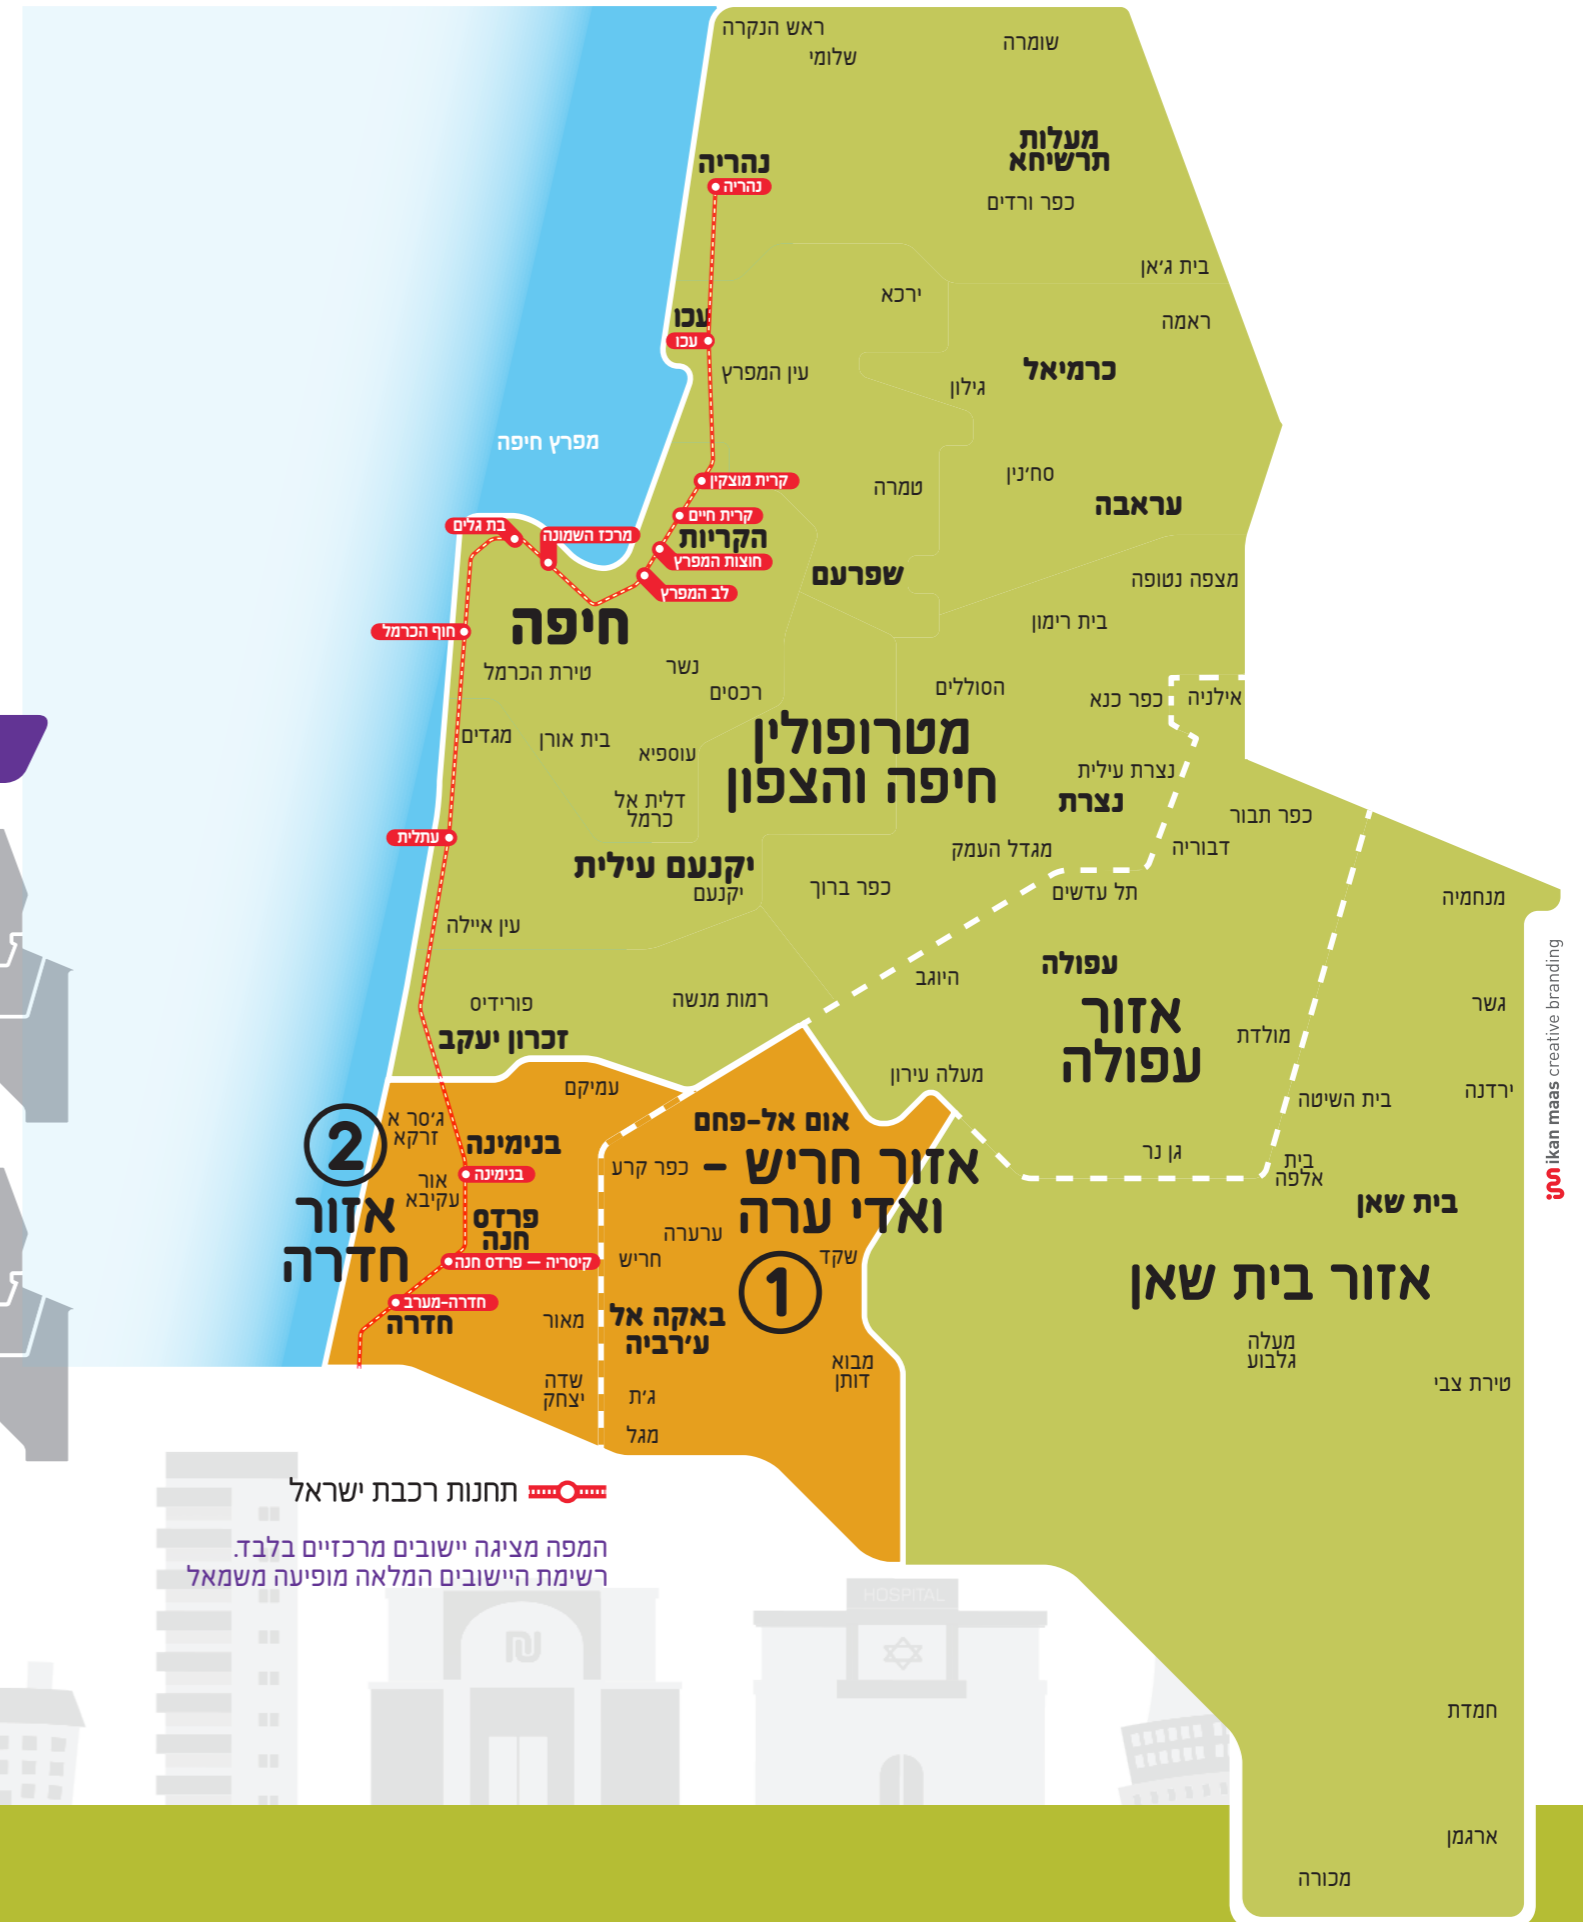 ראש הנקרה
שלומי
שומרה
מעלות
תרשיחא
כפר ורדים
נהריה
נהריה
בית ג׳אן
ירכא
ראמה
עכו
עכו
עין המפרץ
כרמיאל
גילון
מפרץ חיפה
סח׳נין
קרית מוצקין
טמרה
עראבה
קרית חיים
בת גלים
מרכז השמונה
הקריות
חוצות המפרץ
שפרעם
מצפה נטופה
לב המפרץ
חיפה
בית רימון
חוף הכרמל
טירת הכרמל
נשר
רכסים
הסוללים
כפר כנא
אילניה
מגדים
בית אורן
עוספיא
מטרופולין
חיפה והצפון
נצרת עילית
נצרת
דלית אל
כרמל
כפר תבור
דבוריה
עתלית
מגדל העמק
יקנעם עילית
יקנעם
כפר ברוך
תל עדשים
מנחמיה
עין איילה
עפולה
היוגב
פורידיס
רמות מנשה
אזור
עפולה
גשר
מולדת
זכרון יעקב
מעלה עירון
ירדנה
בית השיטה
עמיקם
אום אל-פחם
ג׳סר א
זרקא
2
בנימינה
בנימינה
כפר קרע
אזור חריש -
ואדי ערה
גן נר
בית
אלפה
אור
עקיבא
בית שאן
אזור
חדרה
פרדס
חנה
קיסריה — פרדס חנה
ערערה
חריש
שקד
1
אזור בית שאן
חדרה-מערב
חדרה
מאור
באקה אל
ע׳רביה
מעלה
גלבוע
מבוא
דותן
טירת צבי
שדה
יצחק
ג׳ת
מגל
תחנות רכבת ישראל
המפה מציגה יישובים מרכזיים בלבד.
רשימת היישובים המלאה מופיעה משמאל
HOSPITAL
₪
חמדת
ארגמן
מכורה
ikan maas creative branding